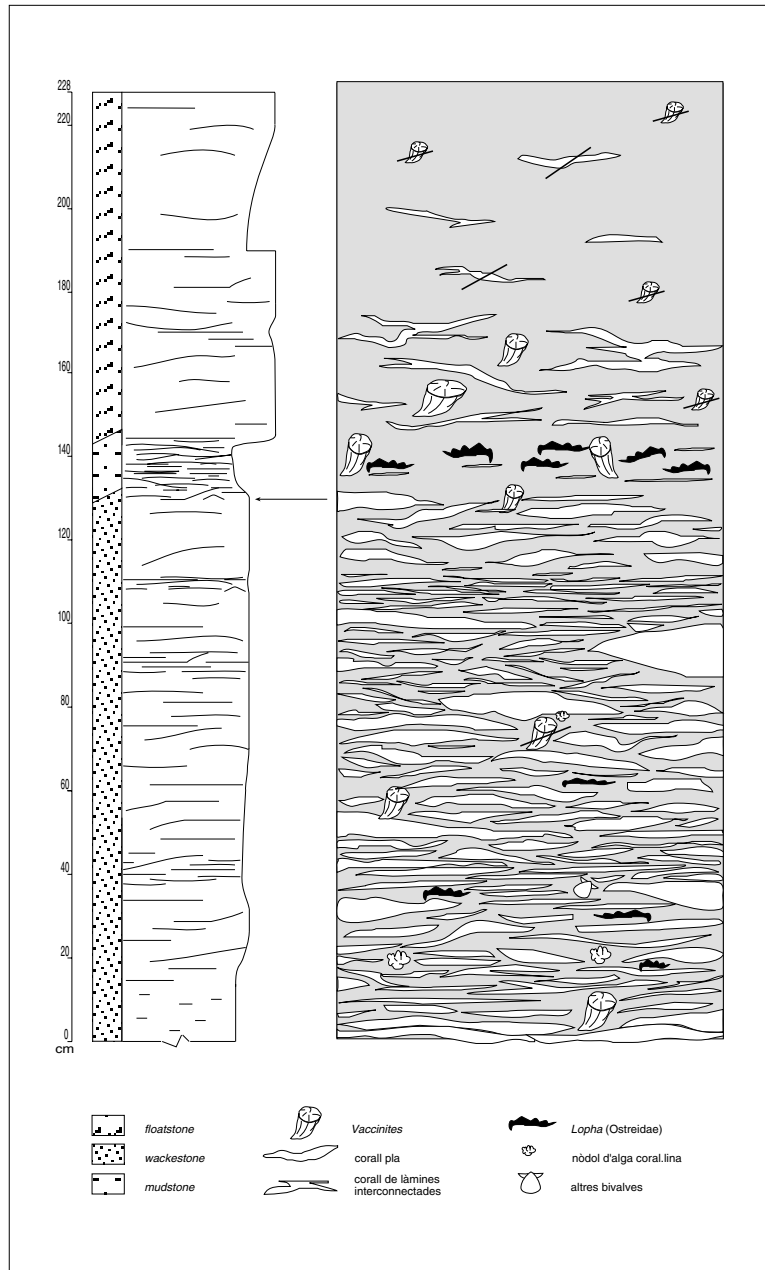 228
220
200
180
160
140
120
100
80
60
40
20
0
cm
floatstone
wackestone
mudstone
Vaccinites
corall pla
corall de làmines
interconnectades
Lopha (Ostreidae)
nòdol d'alga coral.lina
altres bivalves